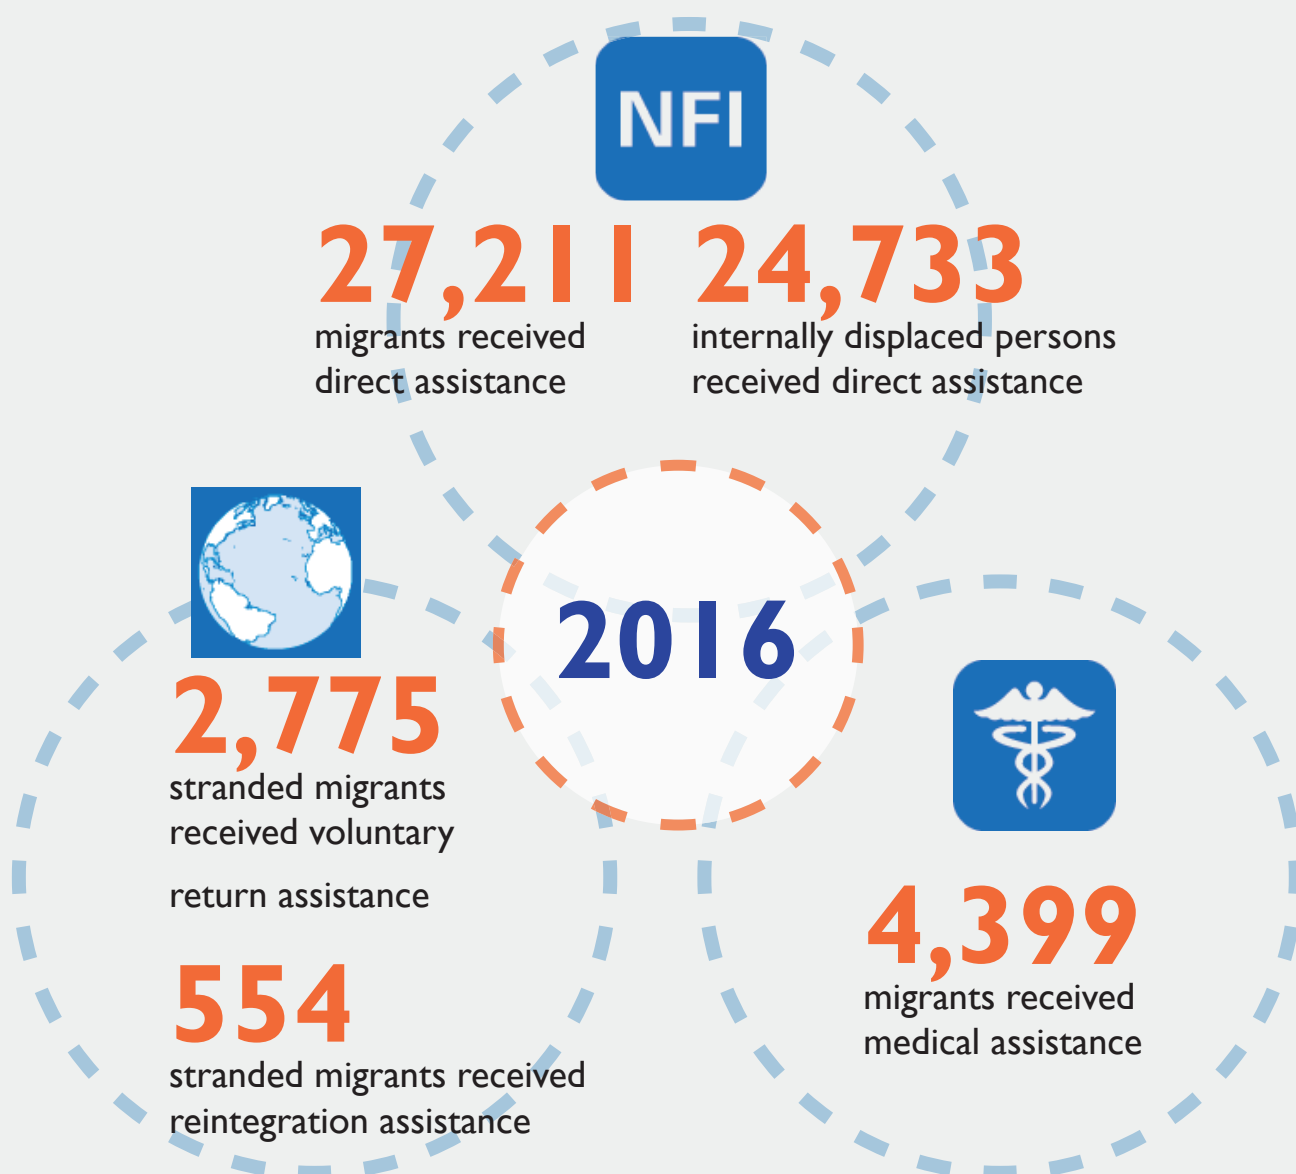 NFI
27,211
migrants received
direct assistance
24,733
internally displaced persons
received direct assistance
2016
2,775
stranded migrants
received voluntary
return assistance
554
stranded migrants received
reintegration assistance
4,399
migrants received
medical assistance